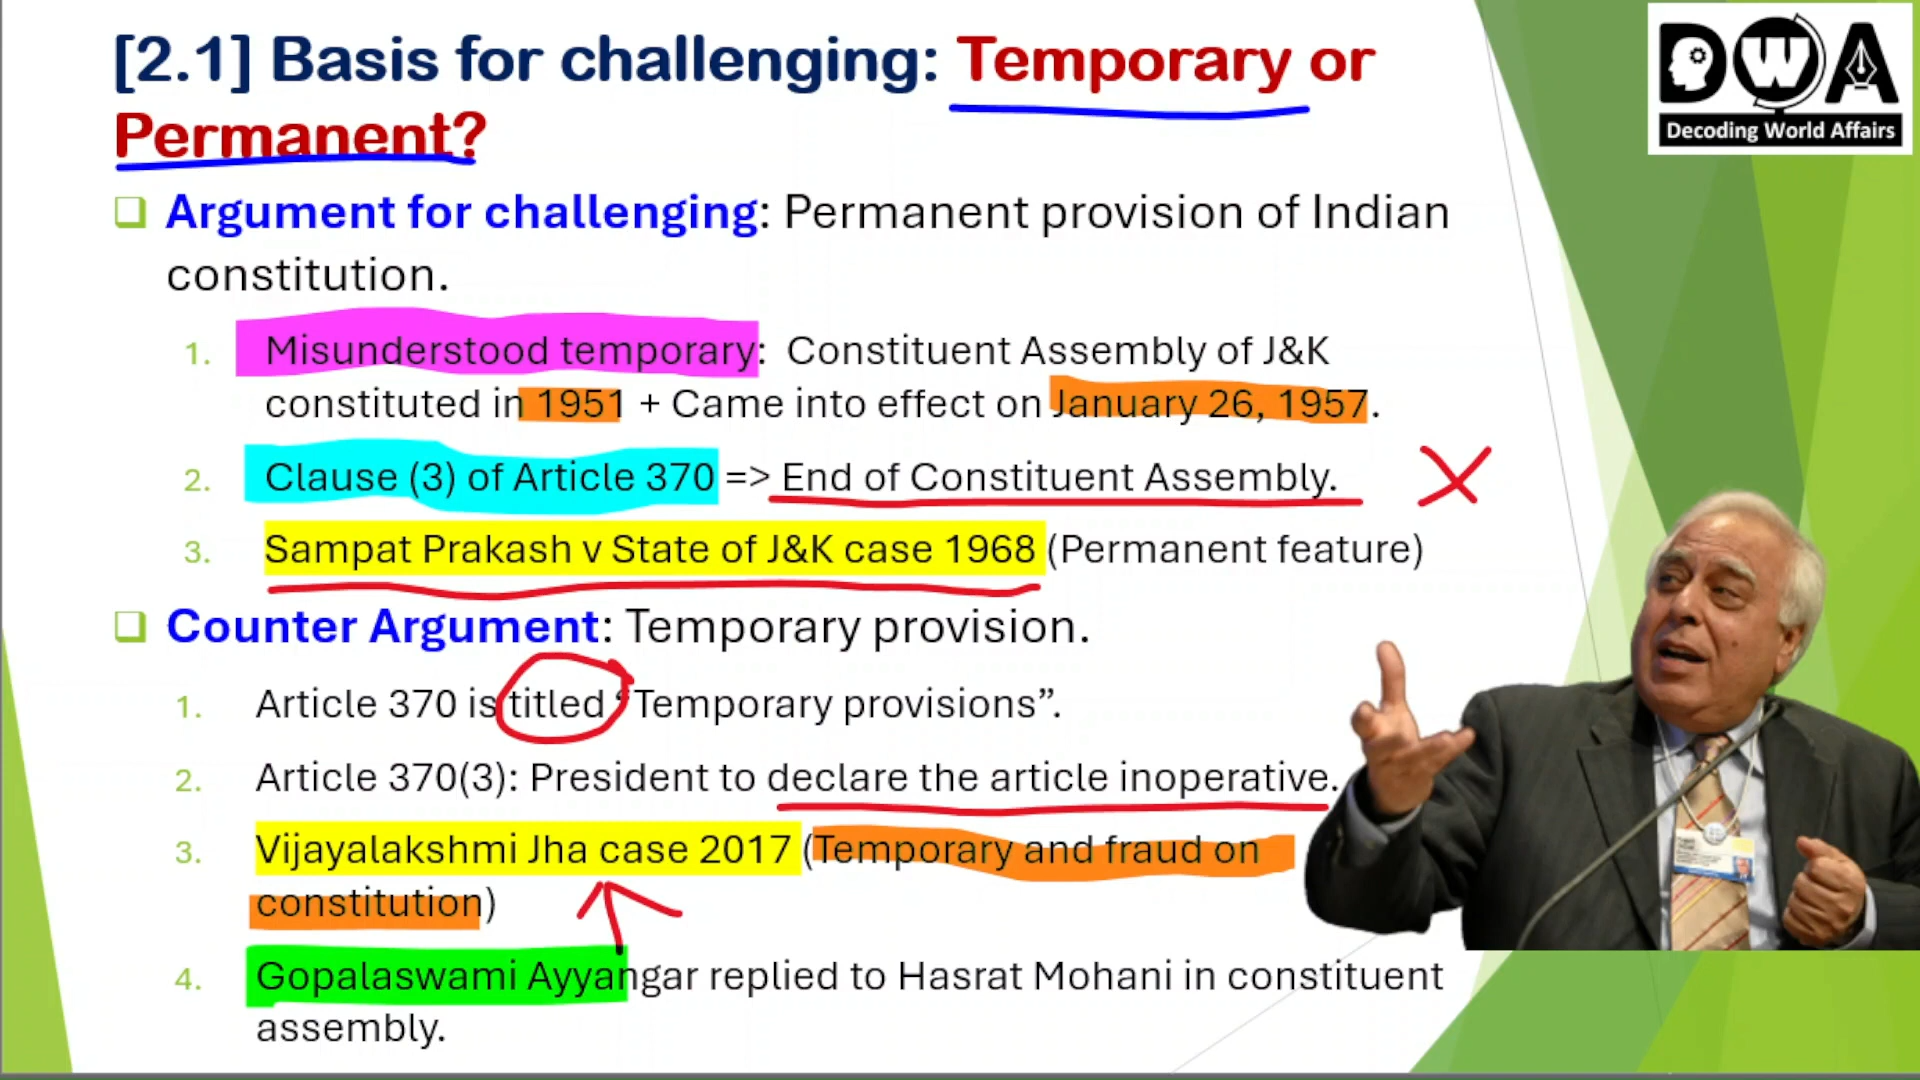 [2.1] Basis for challenging: Temporary or
Permanent?
DWA
Decoding World Affairs
Argument for challenging: Permanent provision of Indian
constitution.
1. Misunderstood temporary: Constituent Assembly of J&K
constituted in 1951 + Came into effect on January 26, 1957.
2. Clause (3) of Article 370 => End of Constituent Assembly.
3. Sampat Prakash v State of J&K case 1968 (Permanent feature)
Counter Argument: Temporary provision.
1. Article 370 is titled “Temporary provisions”.
2. Article 370(3): President to declare the article inoperative.
3. Vijayalakshmi Jha case 2017 (Temporary and fraud on
constitution)
4. Gopalaswami Ayyangar replied to Hasrat Mohani in constituent
assembly.